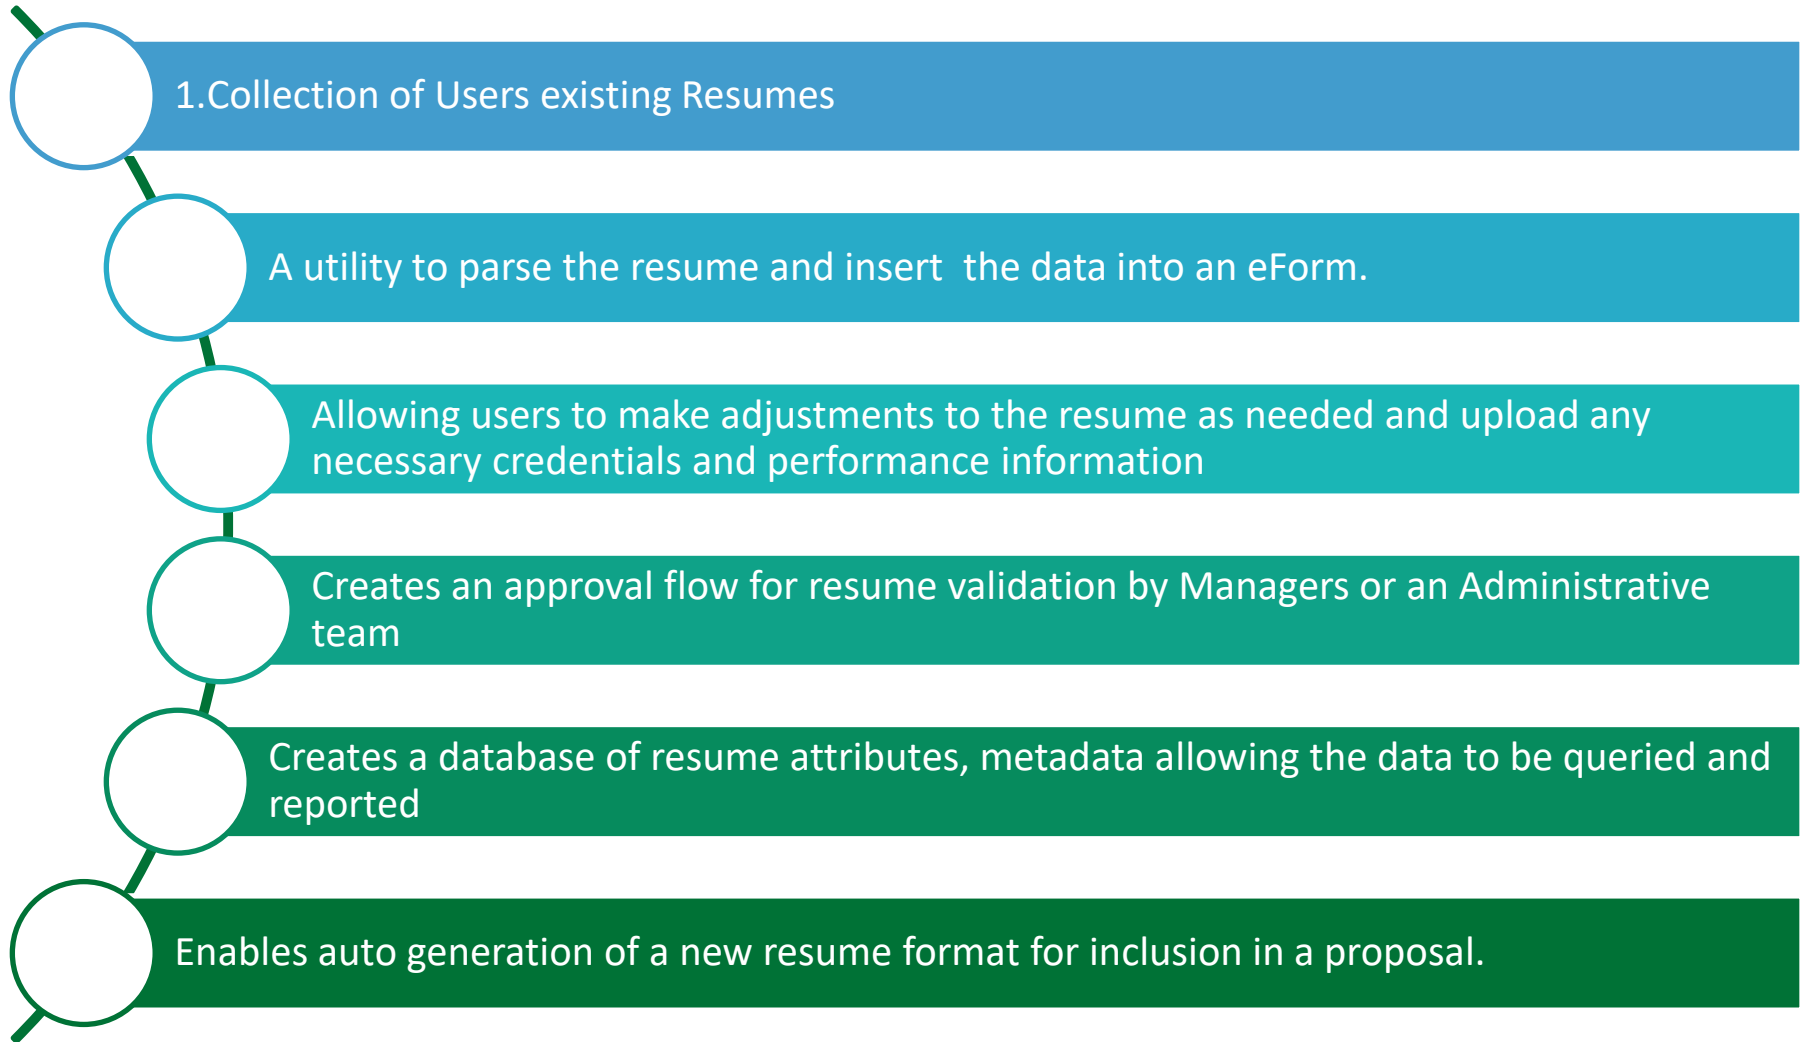 1.Collection of Users existing Resumes
A utility to parse the resume and insert  the data into an eForm.
Allowing users to make adjustments to the resume as needed and upload any
necessary credentials and performance information
Creates an approval flow for resume validation by Managers or an Administrative
team
Creates a database of resume attributes, metadata allowing the data to be queried and
reported
Enables auto generation of a new resume format for inclusion in a proposal.